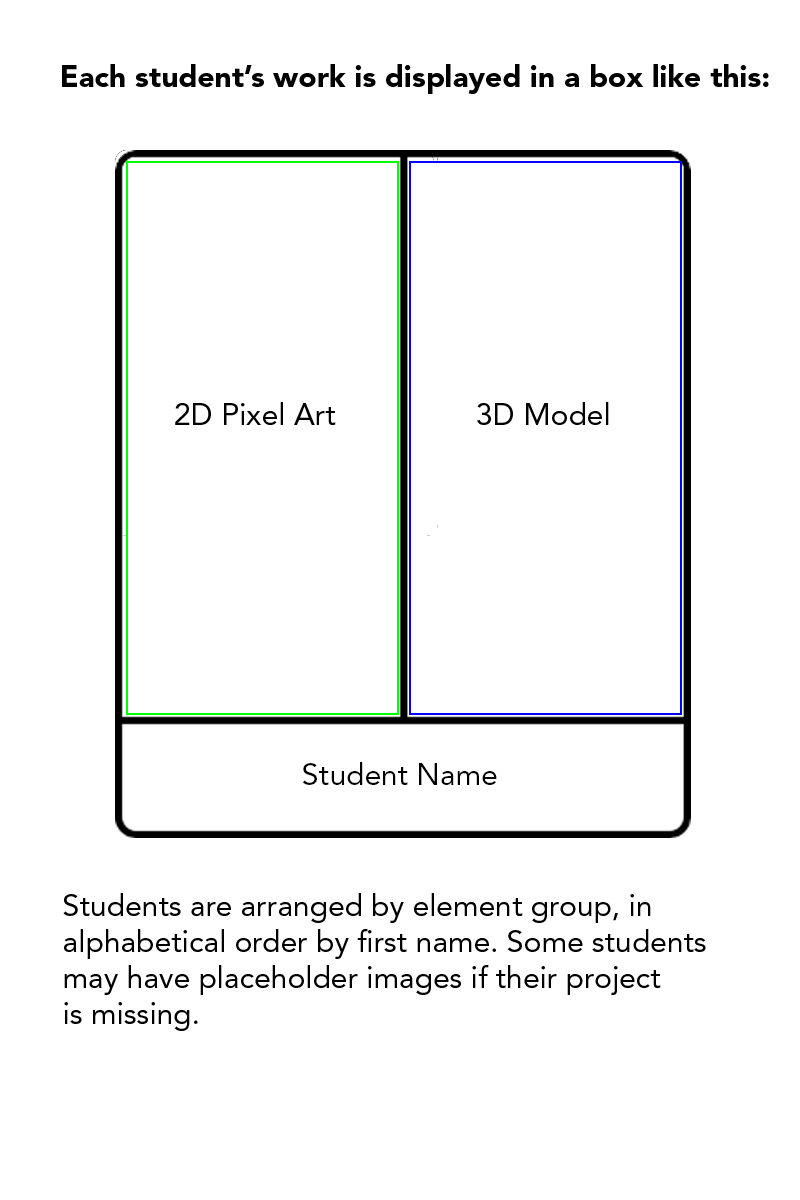 Each student’s work is displayed in a box like this:
2D Pixel Art
3D Model
Student Name
Students are arranged by element group, in
alphabetical order by first name. Some students
may have placeholder images if their project
is missing.